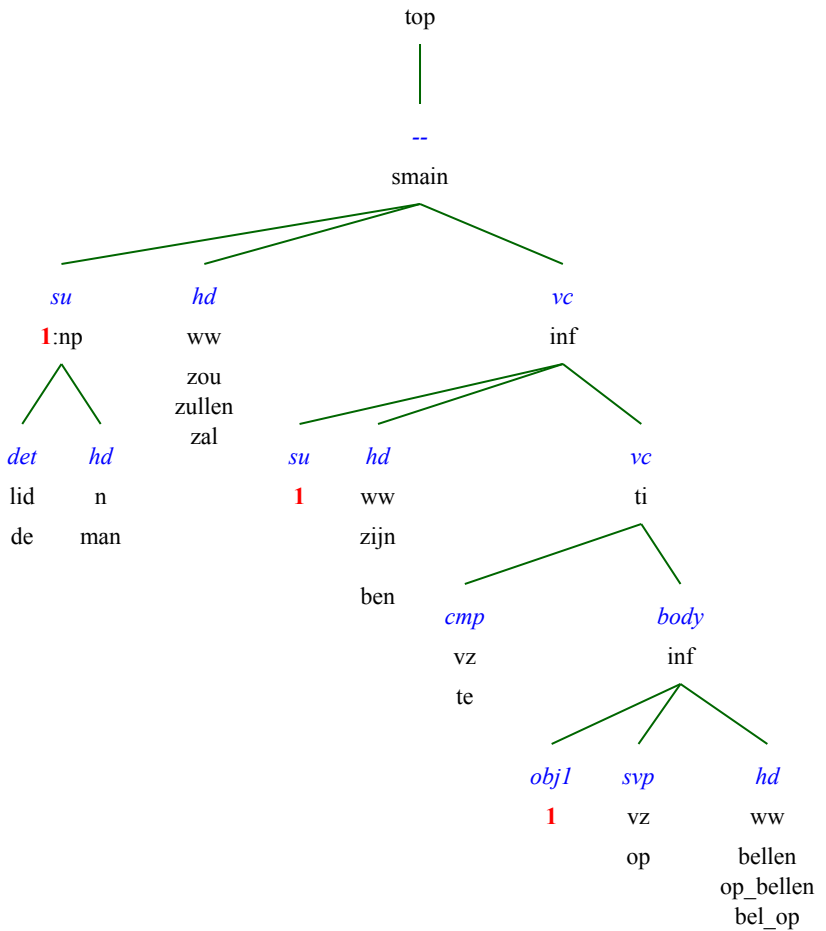 top
--
smain
su hd vc
1:np ww inf
zou
zullen
zal
det hd su hd vc
lid n 1 ww ti
de man zijn
ben
cmp body
vz inf
te
obj1 svp hd
1 vz ww
op bellen
op_bellen
bel_op